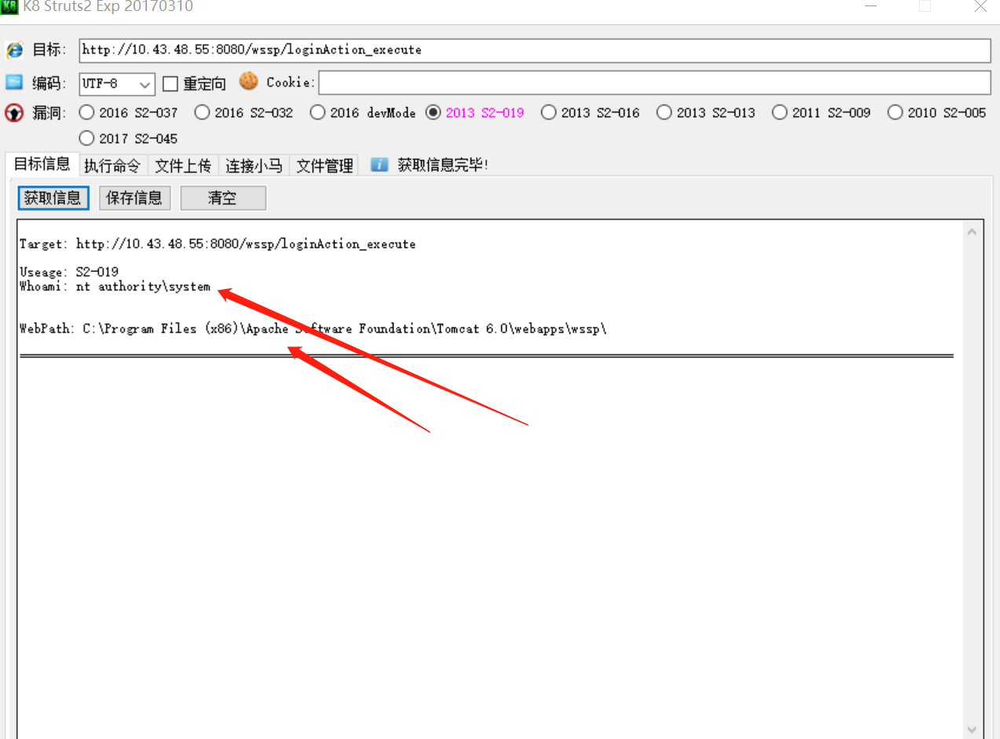 K8 Struts2 Exp 20170310
目标: http://10.43.48.55:8080/wssp/loginAction_execute
编码: UTF-8 重定向 Cookie:
漏洞: 2016 S2-037 2016 S2-032 2016 devMode 2013 S2-019 2013 S2-016 2013 S2-013 2011 S2-009 2010 S2-005
2017 S2-045
目标信息 执行命令 文件上传 连接小马 文件管理 获取信息完毕!
获取信息 保存信息 清空
Target: http://10.43.48.55:8080/wssp/loginAction_execute
Useage: S2-019
Whoami: nt authority\system
WebPath: C:\Program Files (x86)\Apache Software Foundation\Tomcat 6.0\webapps\wssp\